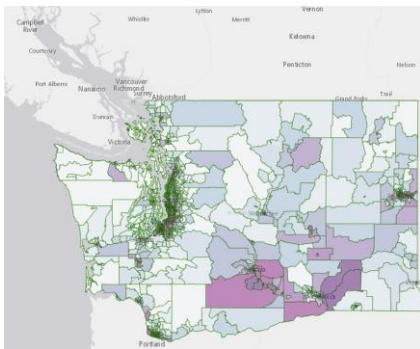 Campbell
River
Whistler
Lytton
Merritt
Vernon
Kelowna
Courtenay
Port Alberni
Nanaimo
Vancouver
Richmond
Surrey
Abbotsford
Penticton
Duncan
Victoria
Grand Forks
Trail
Nelson
Portland